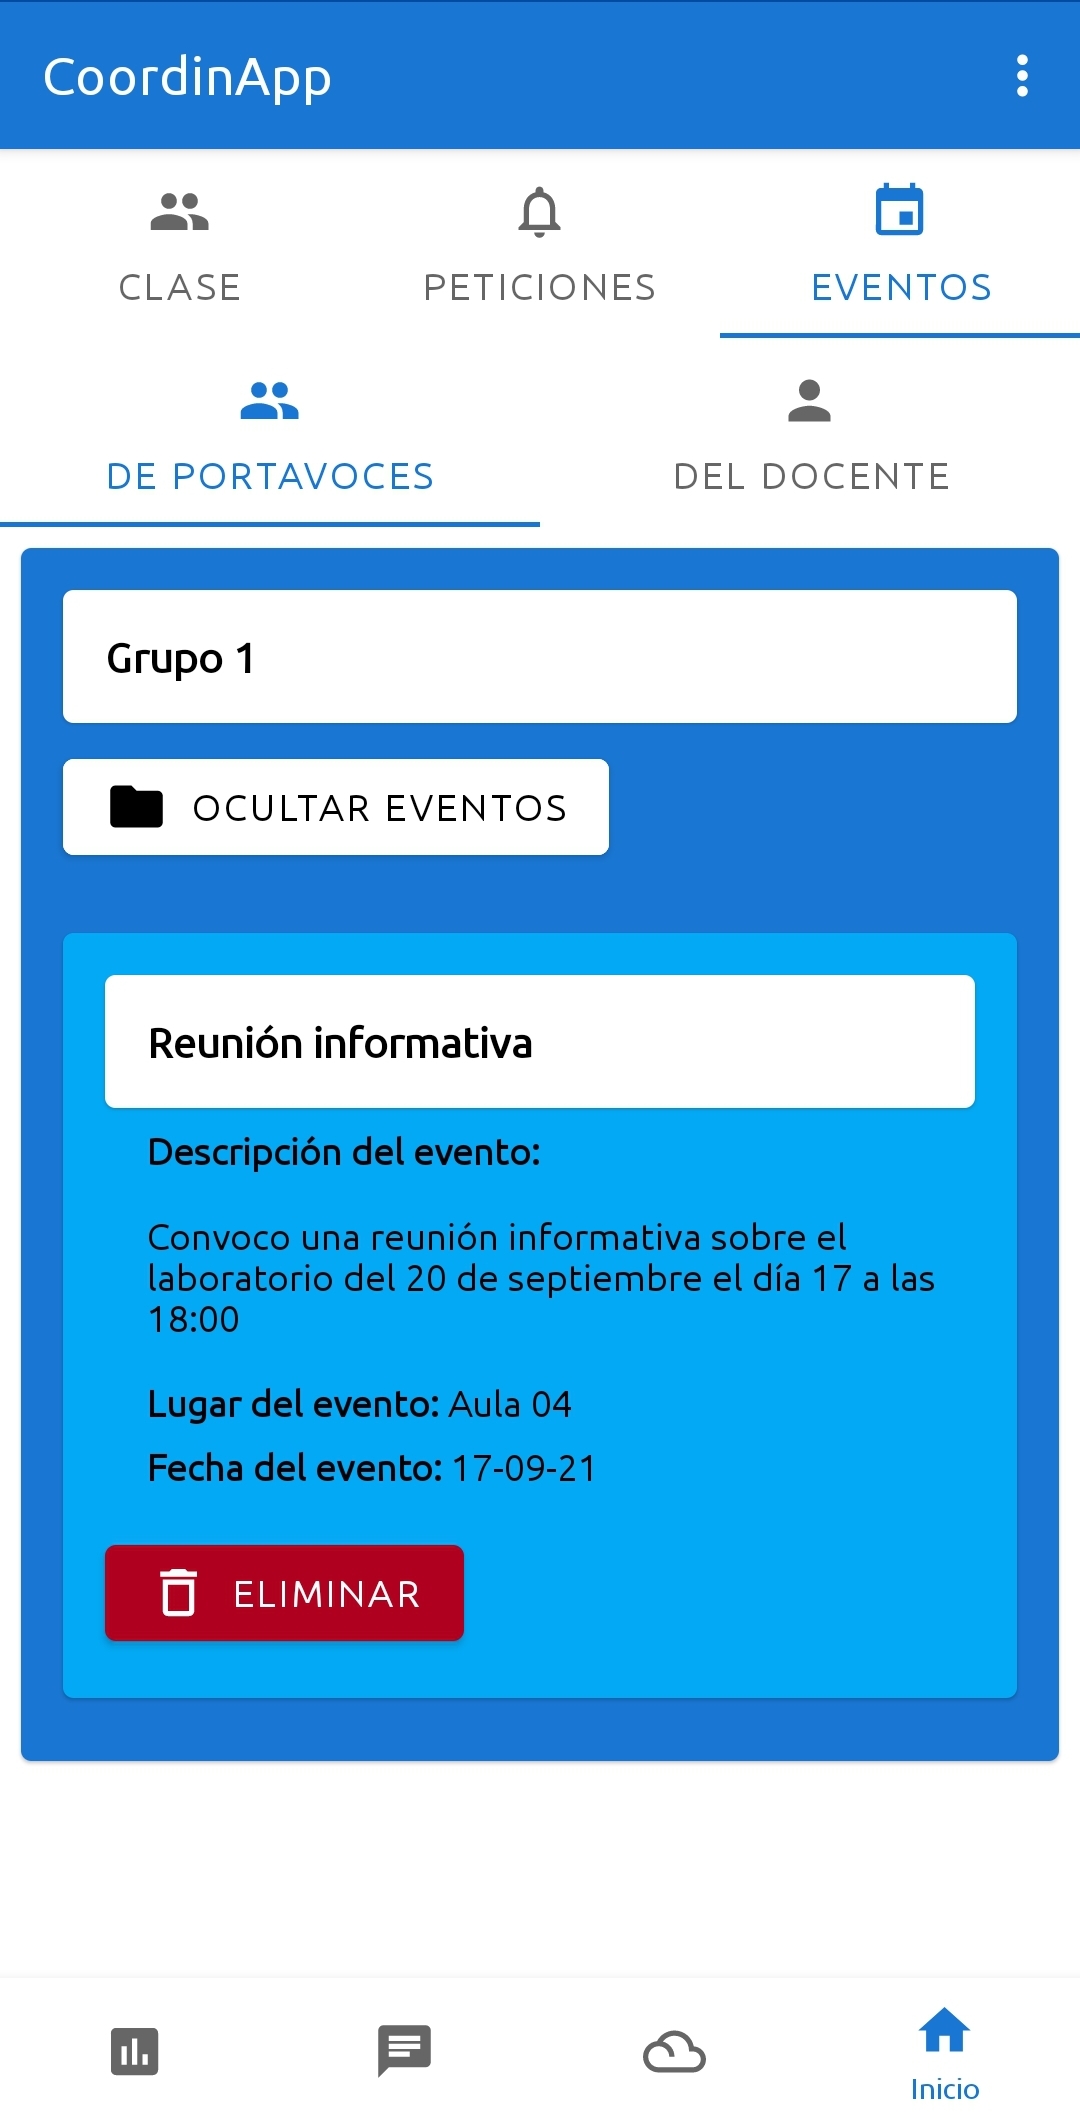 CoordinApp
CLASE
PETICIONES
EVENTOS
DE PORTAVOCES
DEL DOCENTE
Grupo 1
OCULTAR EVENTOS
Reunión informativa
Descripción del evento:
Convoco una reunión informativa sobre el
laboratorio del 20 de septiembre el día 17 a las
18:00
Lugar del evento: Aula 04
Fecha del evento: 17-09-21
ELIMINAR
Inicio